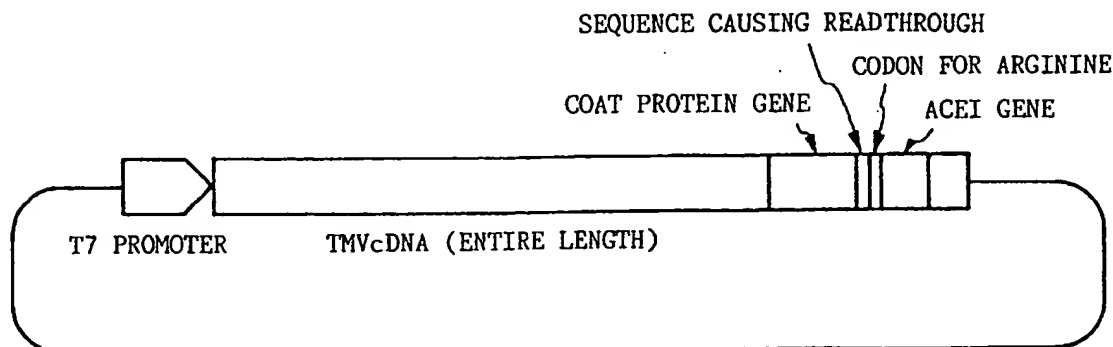 SEQUENCE CAUSING READTHROUGH
CODON FOR ARGININE
COAT PROTEIN GENE
ACEI GENE
T7 PROMOTER
TMVcDNA (ENTIRE LENGTH)